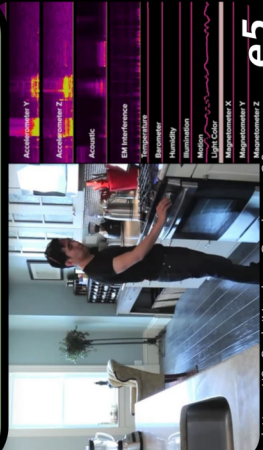 Accelerometer Y
Accelerometer Z
Acoustic
EM Interference
Temperature
Barometer
Humidity
Illumination
Motion
Light Color
Magnetometer X
Magnetometer Y
Magnetometer Z
e5